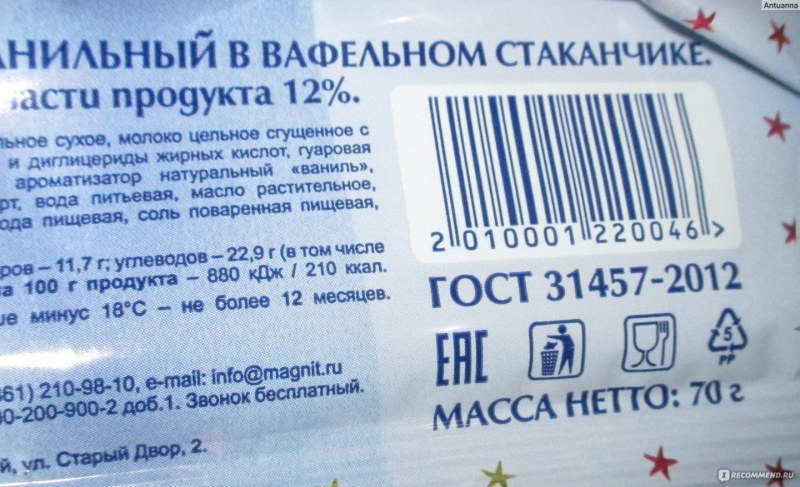 Antuanna
НИЛЬНЫЙ В ВАФЕЛЬНОМ СТАКАНЧИКЕ.
части продукта 12%.
льное сухое, молоко цельное сгущенное с
и диглицериды жирных кислот, гуаровая
ароматизатор натуральный «ваниль»,
рт, вода питьевая, масло растительное,
ода пищевая, соль поваренная пищевая,
ров – 11,7 г; углеводов – 22,9 г (в том числе
а 100 г продукта – 880 кДж / 210 ккал.
ше минус 18°С – не более 12 месяцев.
61) 210-98-10, e-mail: info@magnit.ru
00-200-900-2 доб.1. Звонок бесплатный.
й, ул. Старый Двор, 2.
2 010001 220046 >
ГОСТ 31457-2012
ЕАС
5
PP
МАССА НЕТТО: 70 г
RECOMMEND.RU